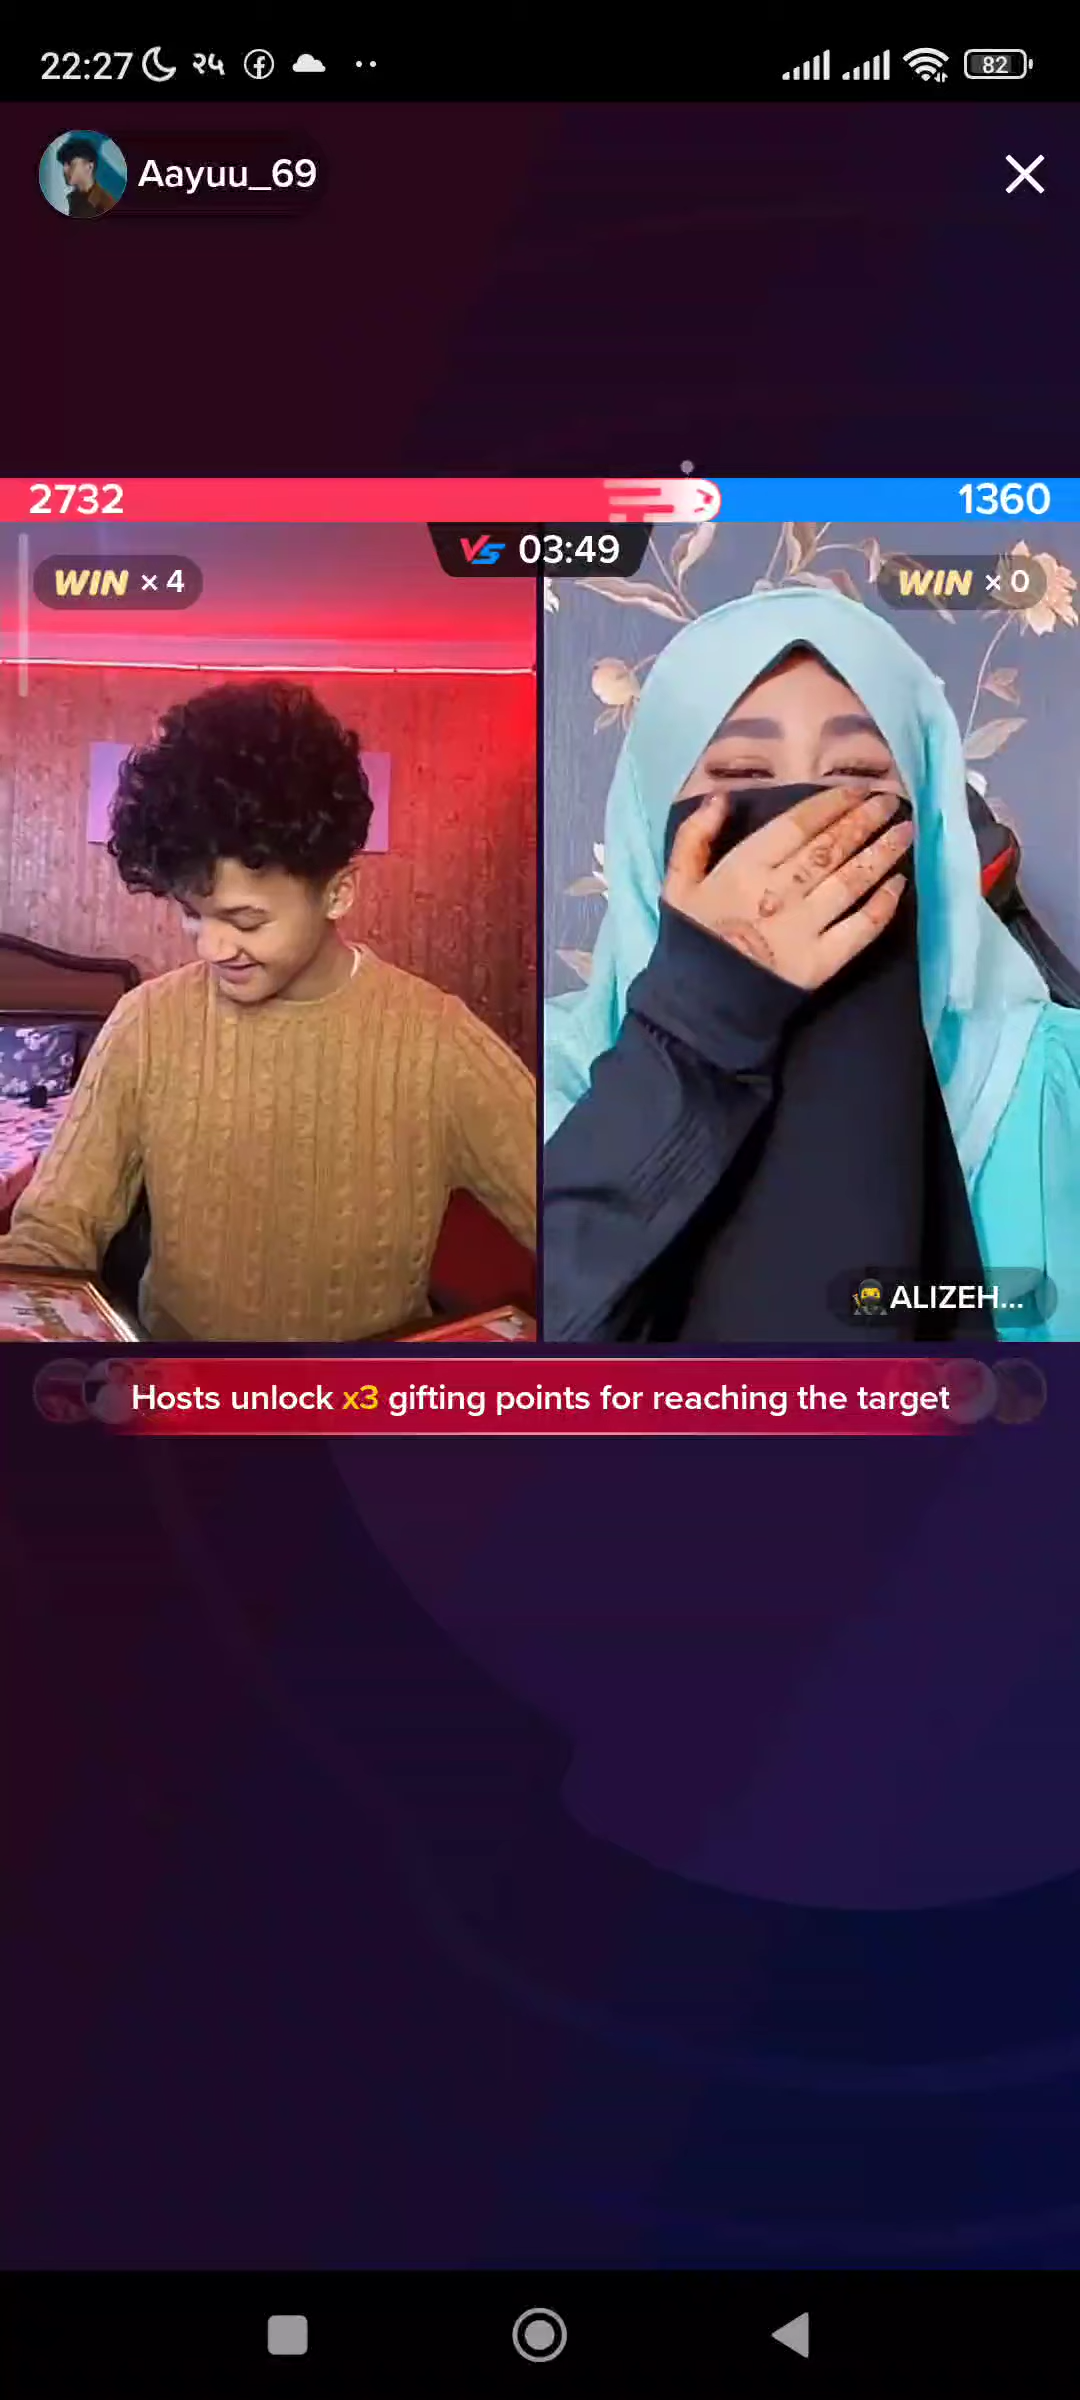 22:27 २५ 82
Aayuu_69
2732 1360
VS 03:49
WIN × 4 WIN × 0
ALIZEH...
Hosts unlock x3 gifting points for reaching the target